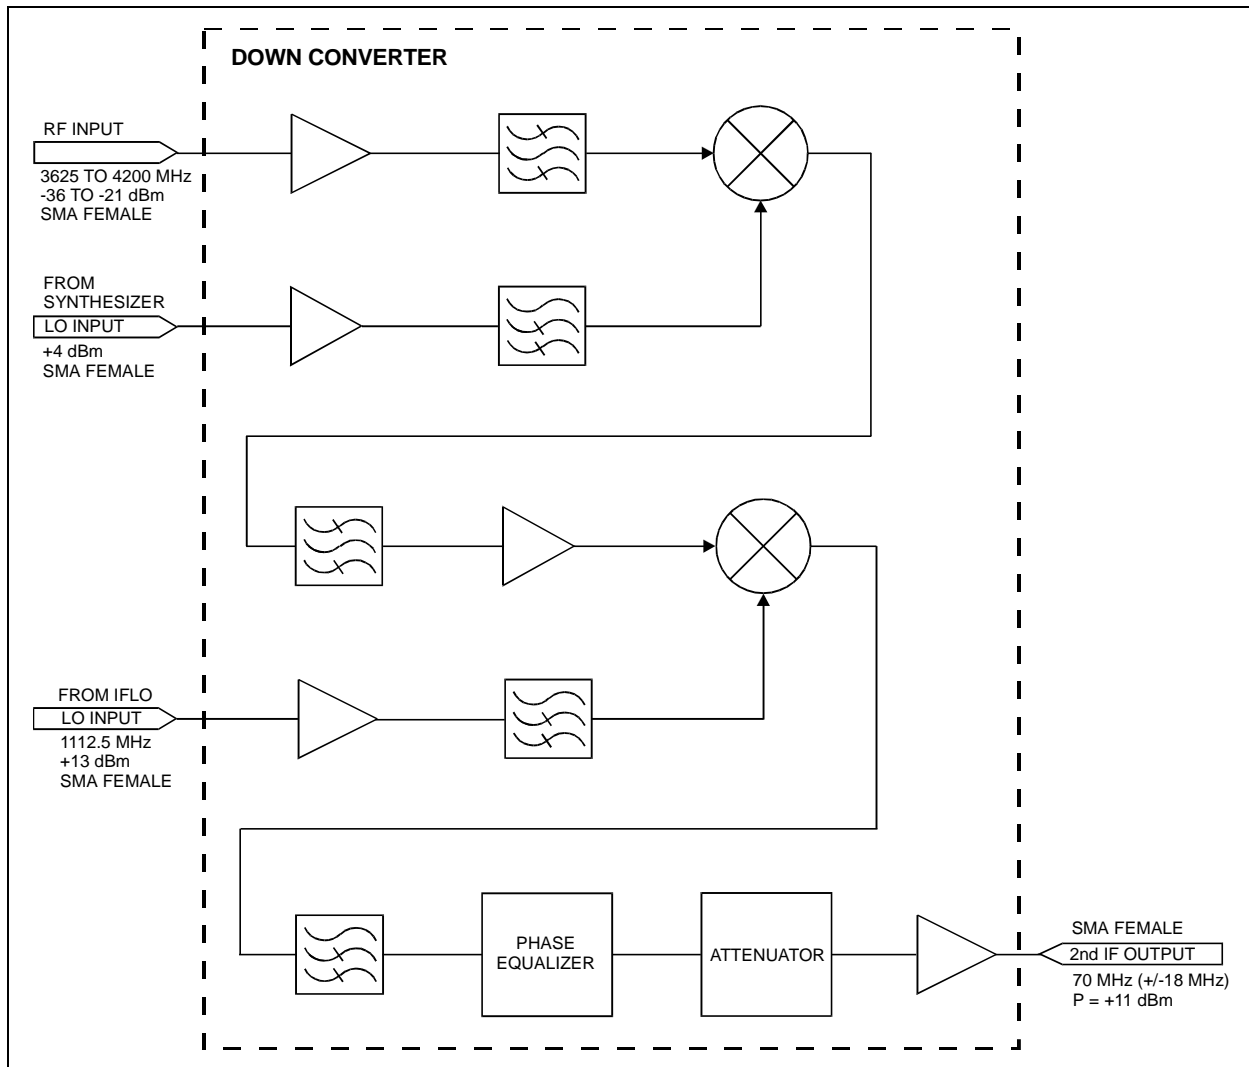 DOWN CONVERTER
RF INPUT
3625 TO 4200 MHz
-36 TO -21 dBm
SMA FEMALE
FROM
SYNTHESIZER
LO INPUT
+4 dBm
SMA FEMALE
FROM IFLO
LO INPUT
1112.5 MHz
+13 dBm
SMA FEMALE
PHASE
EQUALIZER
ATTENUATOR
SMA FEMALE
2nd IF OUTPUT
70 MHz (+/-18 MHz)
P = +11 dBm